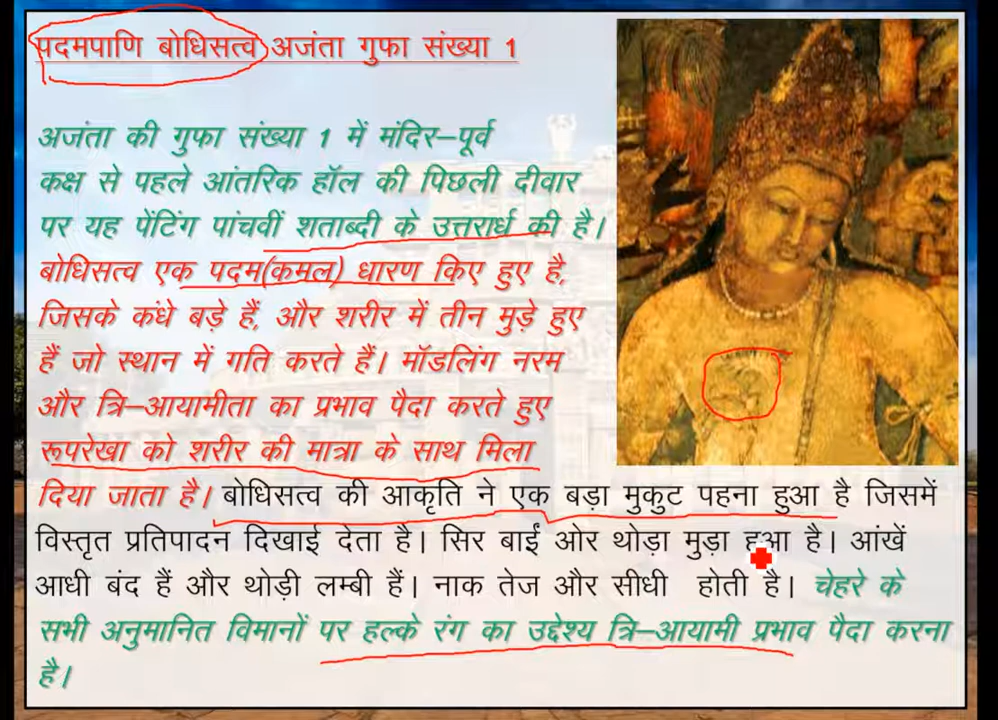 पदमपाणि बोधिसत्व अजंता गुफा संख्या 1
अजंता की गुफा संख्या 1 में मंदिर–पूर्व
कक्ष से पहले आंतरिक हॉल की पिछली दीवार
पर यह पेंटिंग पांचवीं शताब्दी के उत्तरार्ध की है।
बोधिसत्व एक पदम(कमल) धारण किए हुए है,
जिसके कंधे बड़े हैं, और शरीर में तीन मुड़े हुए
हैं जो स्थान में गति करते हैं। मॉडलिंग नरम
और त्रि–आयामीता का प्रभाव पैदा करते हुए
रूपरेखा को शरीर की मात्रा के साथ मिला
दिया जाता है। बोधिसत्व की आकृति ने एक बड़ा मुकुट पहना हुआ है जिसमें
विस्तृत प्रतिपादन दिखाई देता है। सिर बाईं ओर थोड़ा मुड़ा हुआ है। आंखें
आधी बंद हैं और थोड़ी लम्बी हैं। नाक तेज और सीधी होती है। चेहरे के
सभी अनुमानित विमानों पर हल्के रंग का उद्देश्य त्रि–आयामी प्रभाव पैदा करना
है।